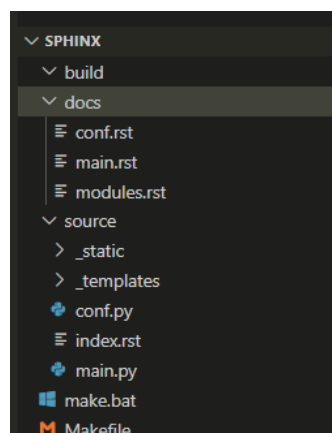 SPHINX
build
docs
conf.rst
main.rst
modules.rst
source
_static
_templates
conf.py
index.rst
main.py
make.bat
Makefile